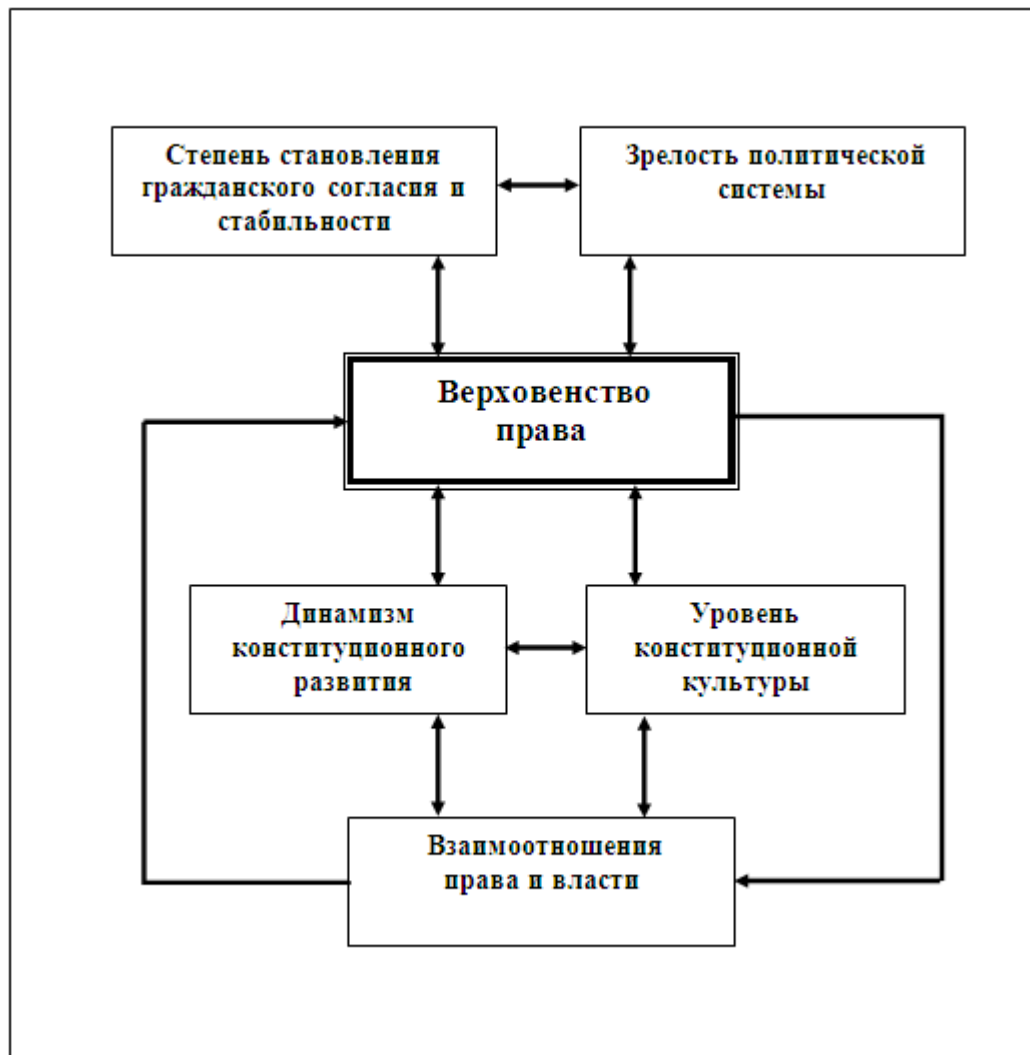 Степень становления
гражданского согласия и
стабильности
Зрелость политической
системы
Верховенство
права
Динамизм
конституционного
развития
Уровень
конституционной
культуры
Взаимоотношения
права и власти